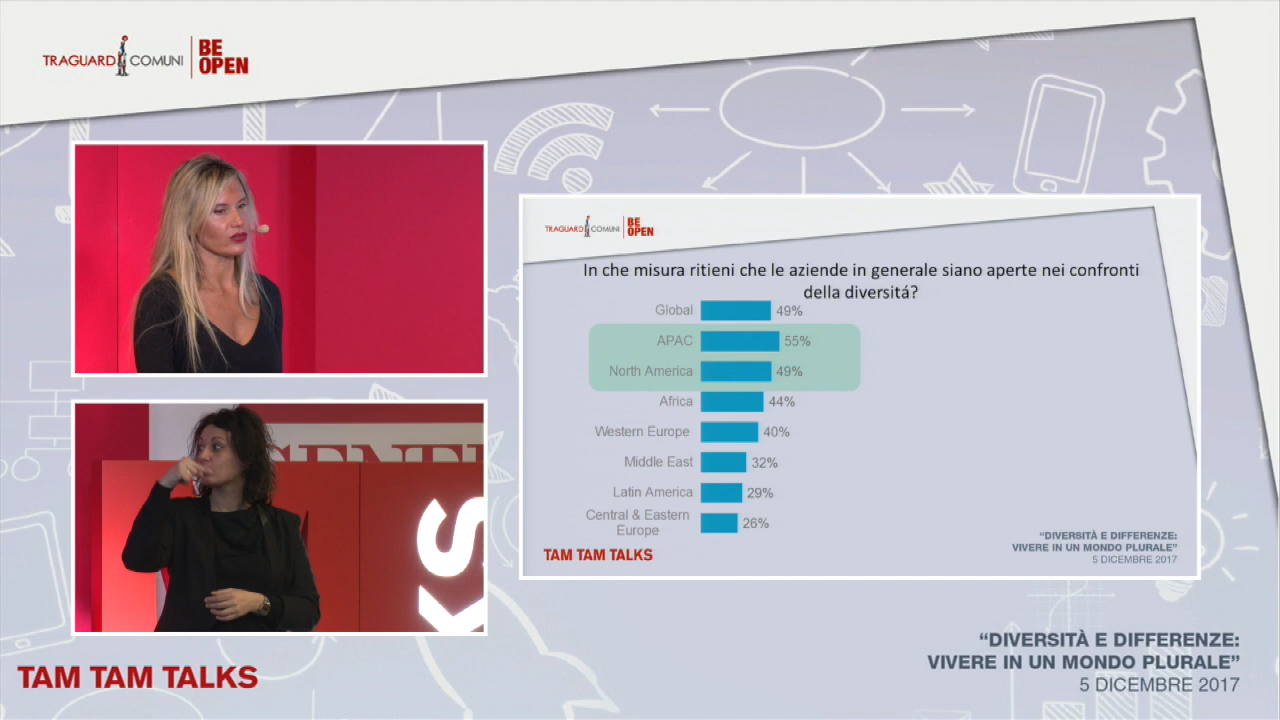 TRAGUARDI COMUNI
BE
OPEN
TRAGUARDI COMUNI
BE
OPEN
In che misura ritieni che le aziende in generale siano aperte nei confronti
della diversitá?
Global 49%
APAC 55%
North America 49%
Africa 44%
Western Europe 40%
Middle East 32%
Latin America 29%
Central & Eastern
Europe 26%
TAM TAM TALKS
“DIVERSITÀ E DIFFERENZE:
VIVERE IN UN MONDO PLURALE”
5 DICEMBRE 2017
KS
TAM TAM TALKS
“DIVERSITÀ E DIFFERENZE:
VIVERE IN UN MONDO PLURALE”
5 DICEMBRE 2017